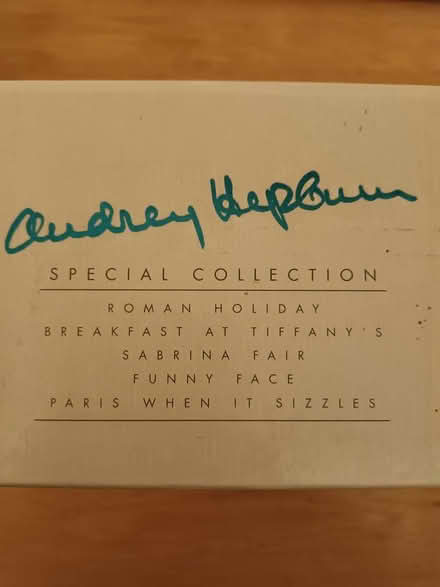 Audrey Hepburn
SPECIAL COLLECTION
ROMAN HOLIDAY
BREAKFAST AT TIFFANY'S
SABRINA FAIR
FUNNY FACE
PARIS WHEN IT SIZZLES